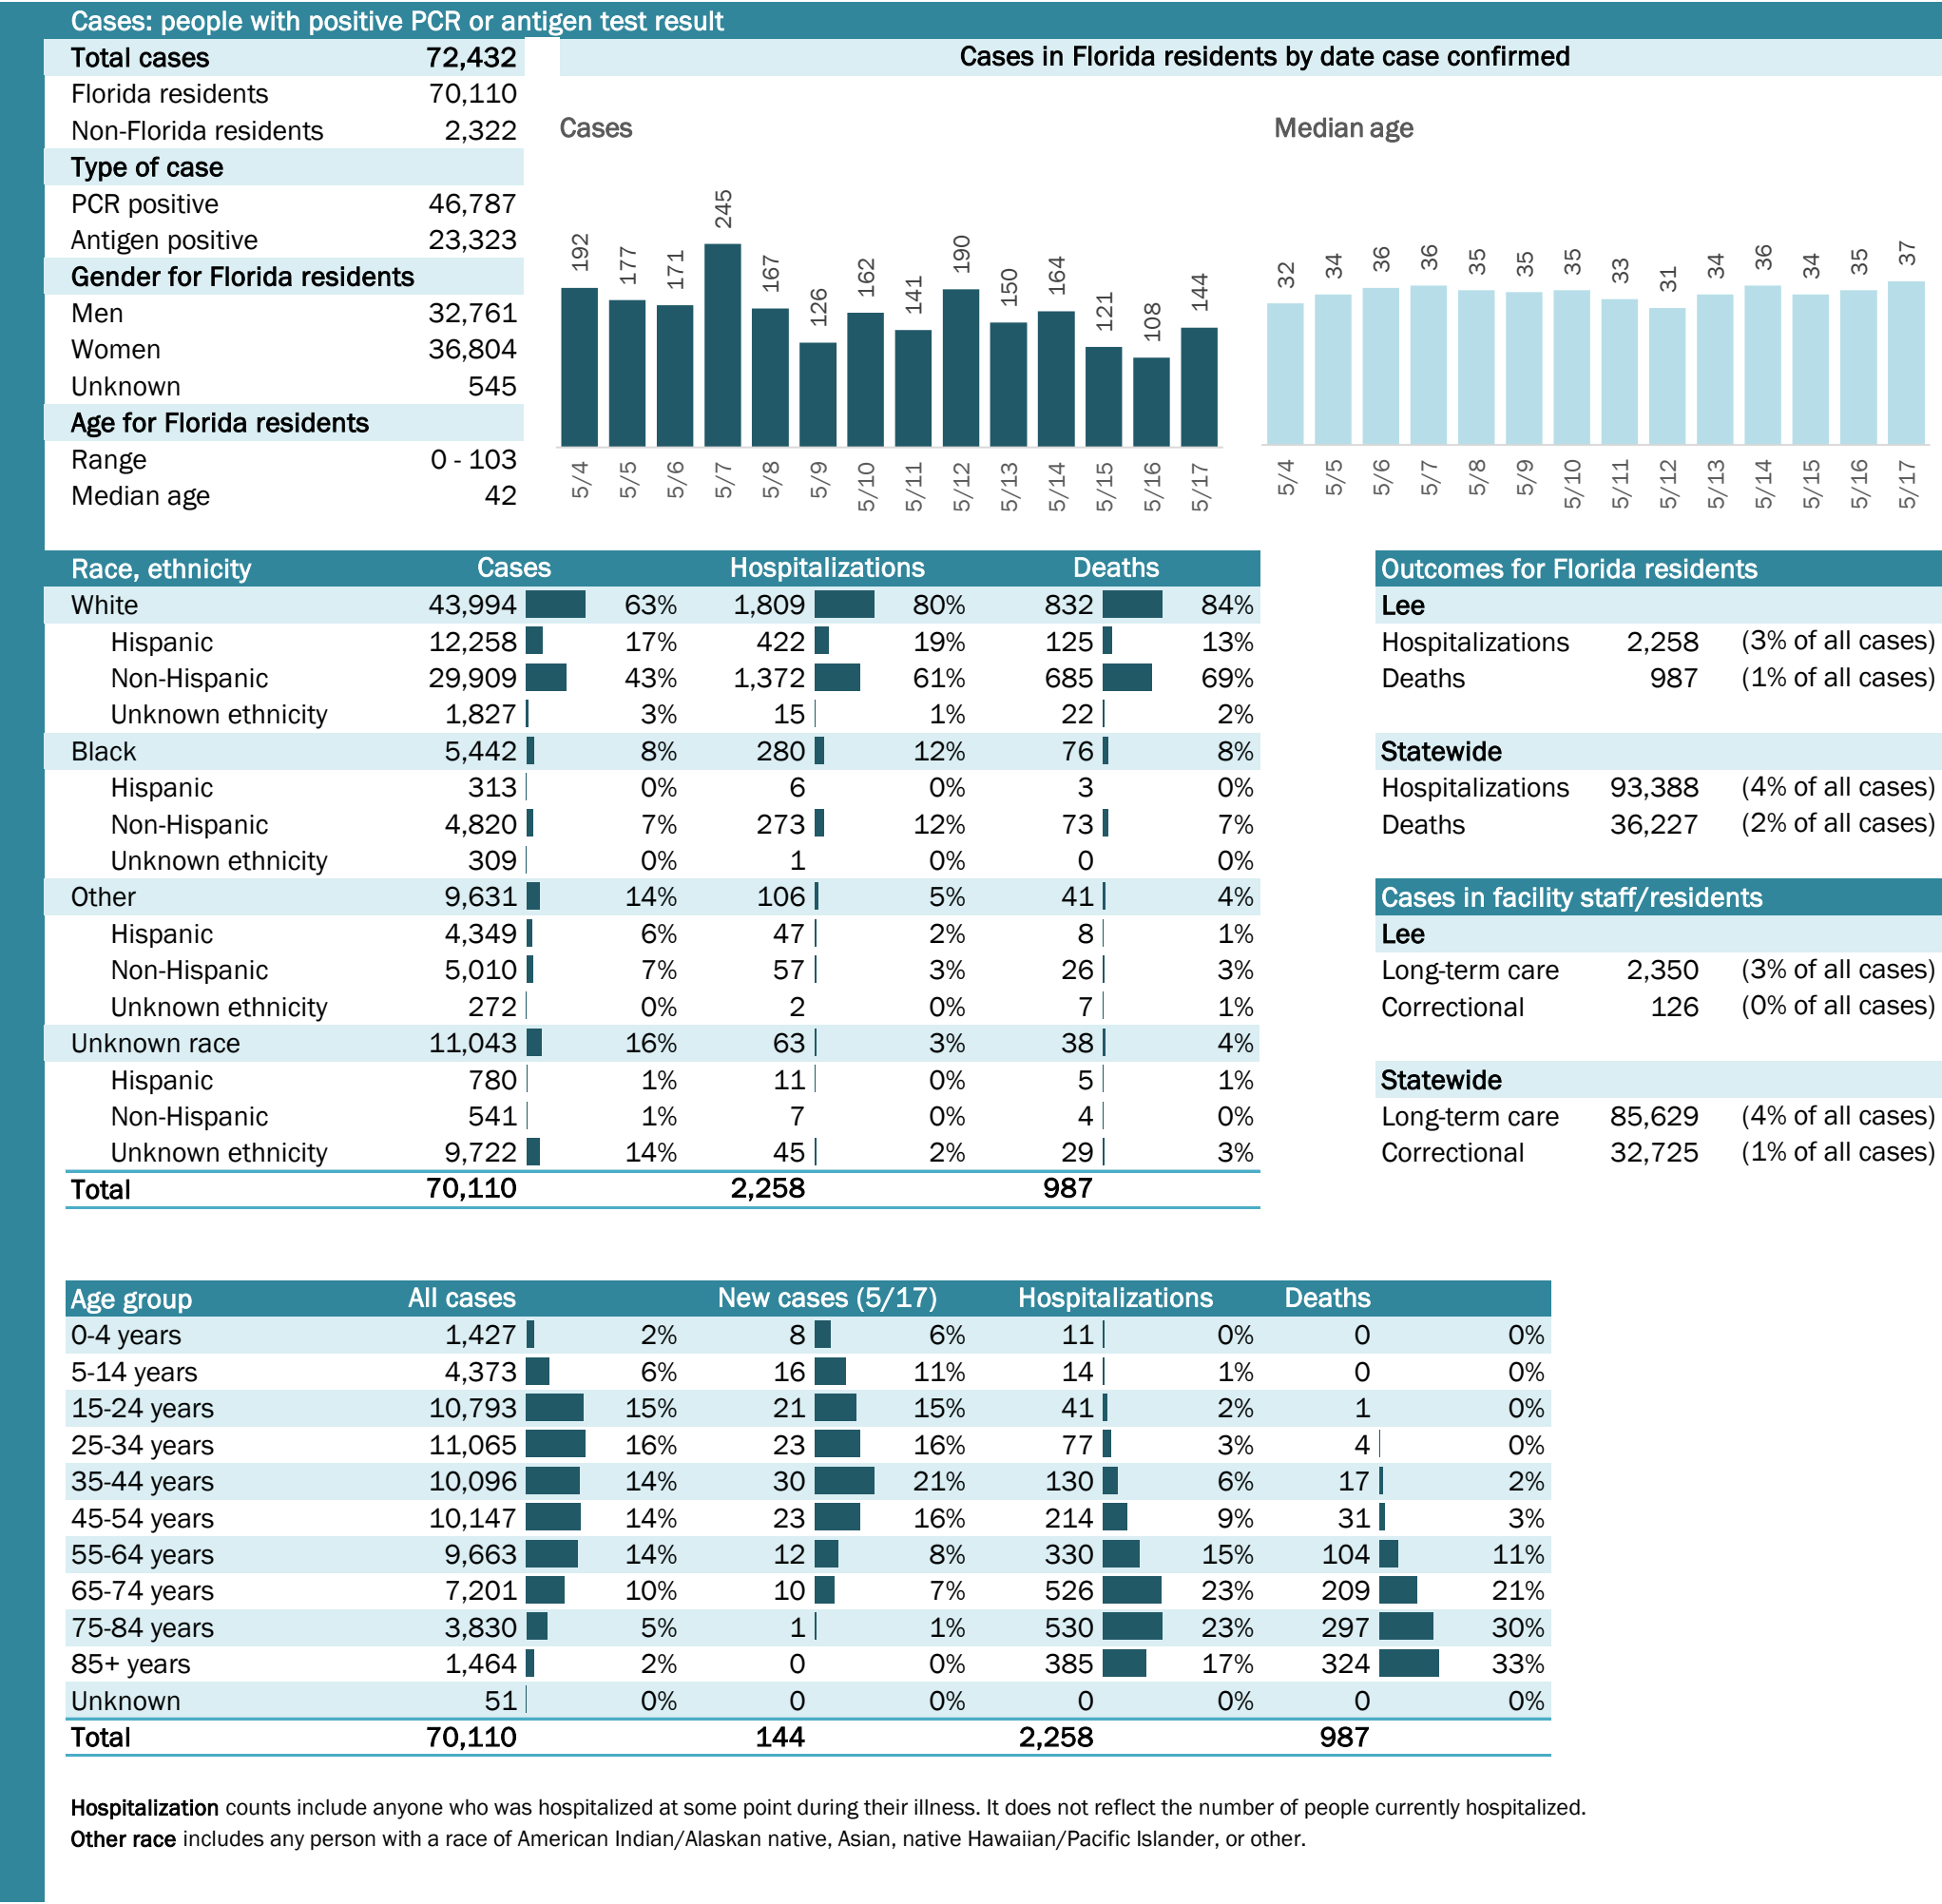 Cases: people with positive PCR or antigen test result
Total cases 72,432
Florida residents 70,110
Non-Florida residents 2,322
Type of case
PCR positive 46,787
Antigen positive 23,323
Gender for Florida residents
Men 32,761
Women 36,804
Unknown 545
Age for Florida residents
Range 0 - 103
Median age 42
Cases in Florida residents by date case confirmed
Cases
192 177 171 245 167 126 162 141 190 150 164 121 108 144
5/4 5/5 5/6 5/7 5/8 5/9 5/10 5/11 5/12 5/13 5/14 5/15 5/16 5/17
Median age
32 34 36 36 35 35 35 33 31 34 36 34 35 37
5/4 5/5 5/6 5/7 5/8 5/9 5/10 5/11 5/12 5/13 5/14 5/15 5/16 5/17
Race, ethnicity Cases Hospitalizations Deaths
White 43,994 63% 1,809 80% 832 84%
Hispanic 12,258 17% 422 19% 125 13%
Non-Hispanic 29,909 43% 1,372 61% 685 69%
Unknown ethnicity 1,827 3% 15 1% 22 2%
Black 5,442 8% 280 12% 76 8%
Hispanic 313 0% 6 0% 3 0%
Non-Hispanic 4,820 7% 273 12% 73 7%
Unknown ethnicity 309 0% 1 0% 0 0%
Other 9,631 14% 106 5% 41 4%
Hispanic 4,349 6% 47 2% 8 1%
Non-Hispanic 5,010 7% 57 3% 26 3%
Unknown ethnicity 272 0% 2 0% 7 1%
Unknown race 11,043 16% 63 3% 38 4%
Hispanic 780 1% 11 0% 5 1%
Non-Hispanic 541 1% 7 0% 4 0%
Unknown ethnicity 9,722 14% 45 2% 29 3%
Total 70,110 2,258 987
Outcomes for Florida residents
Lee
Hospitalizations 2,258 (3% of all cases)
Deaths 987 (1% of all cases)
Statewide
Hospitalizations 93,388 (4% of all cases)
Deaths 36,227 (2% of all cases)
Cases in facility staff/residents
Lee
Long-term care 2,350 (3% of all cases)
Correctional 126 (0% of all cases)
Statewide
Long-term care 85,629 (4% of all cases)
Correctional 32,725 (1% of all cases)
Age group All cases New cases (5/17) Hospitalizations Deaths
0-4 years 1,427 2% 8 6% 11 0% 0 0%
5-14 years 4,373 6% 16 11% 14 1% 0 0%
15-24 years 10,793 15% 21 15% 41 2% 1 0%
25-34 years 11,065 16% 23 16% 77 3% 4 0%
35-44 years 10,096 14% 30 21% 130 6% 17 2%
45-54 years 10,147 14% 23 16% 214 9% 31 3%
55-64 years 9,663 14% 12 8% 330 15% 104 11%
65-74 years 7,201 10% 10 7% 526 23% 209 21%
75-84 years 3,830 5% 1 1% 530 23% 297 30%
85+ years 1,464 2% 0 0% 385 17% 324 33%
Unknown 51 0% 0 0% 0 0% 0 0%
Total 70,110 144 2,258 987
Hospitalization counts include anyone who was hospitalized at some point during their illness. It does not reflect the number of people currently hospitalized.
Other race includes any person with a race of American Indian/Alaskan native, Asian, native Hawaiian/Pacific Islander, or other.